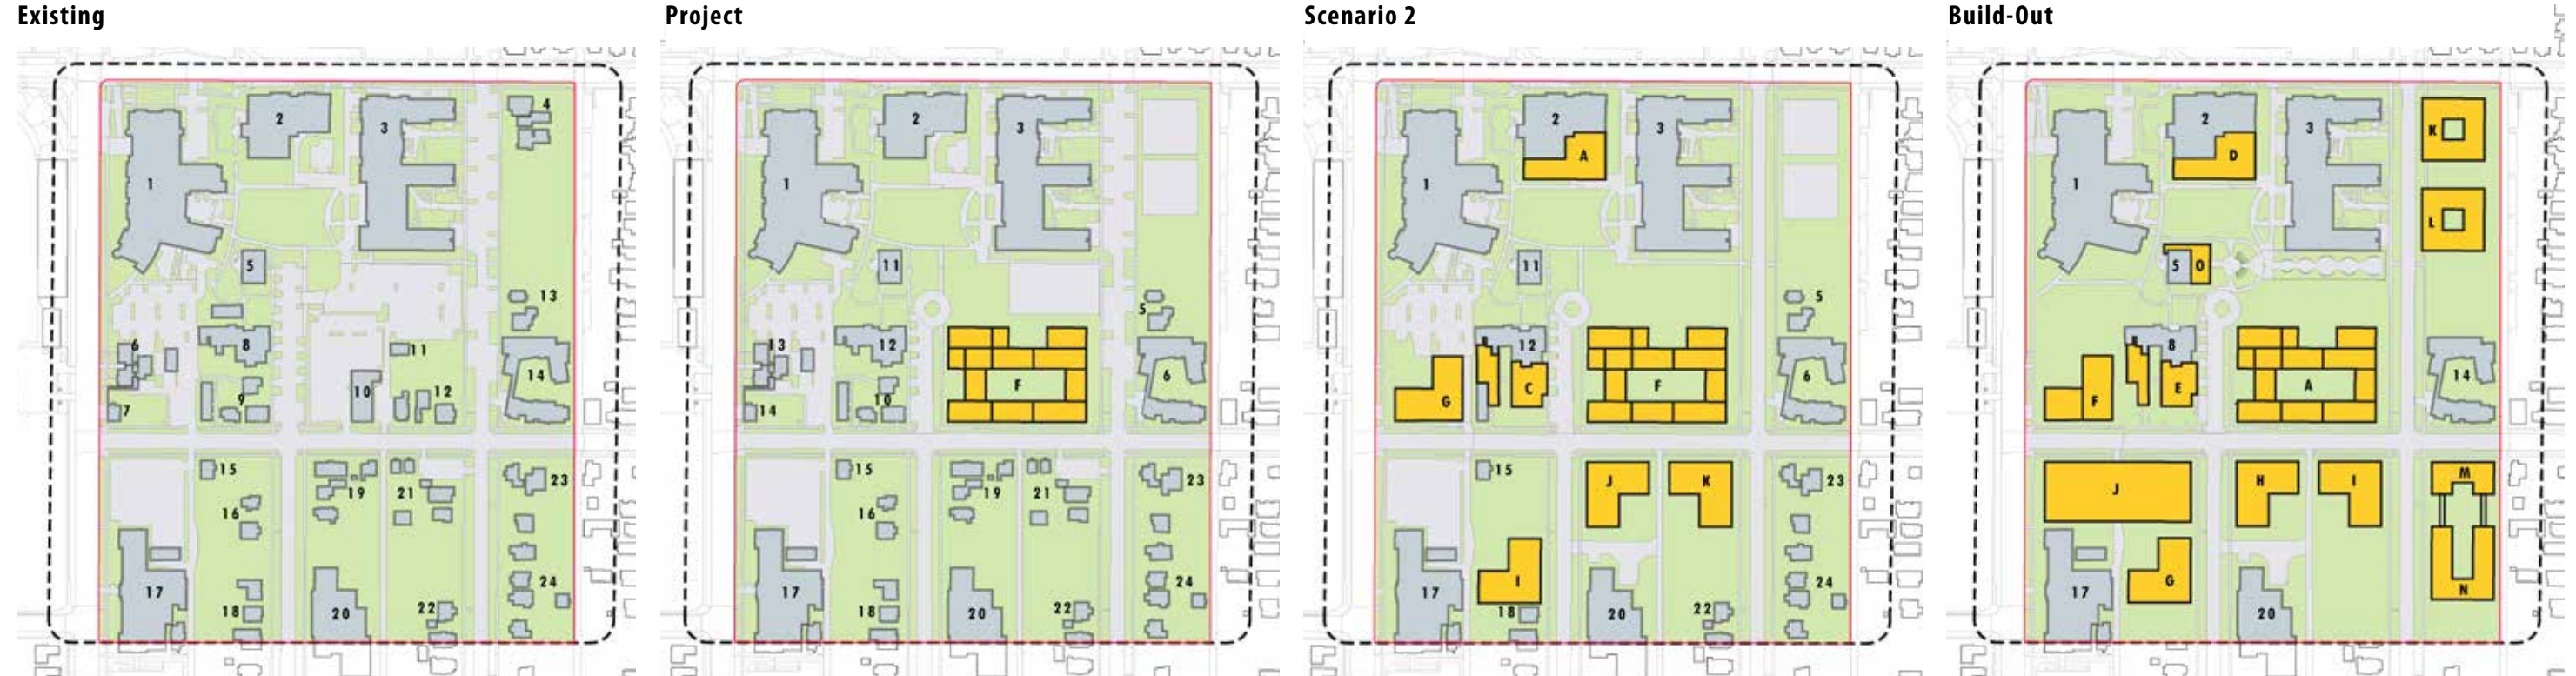 Existing
Project
Scenario 2
Build-Out
1
2
3
4
5
6
7
8
9
10
11
12
13
14
15
16
17
18
19
20
21
22
23
24
1
2
3
11
5
13
12
F
6
14
10
15
16
17
18
19
20
21
22
23
24
1
2
A
3
11
5
12
G
C
F
6
15
J
K
23
17
I
18
20
22
24
1
2
D
3
K
L
5
O
8
F
E
A
14
J
H
I
M
17
G
20
N